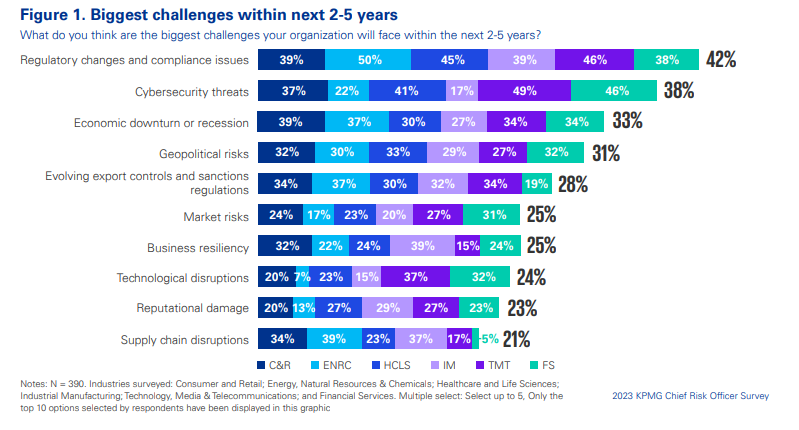 Figure 1. Biggest challenges within next 2-5 years
What do you think are the biggest challenges your organization will face within the next 2-5 years?
Regulatory changes and compliance issues 39% 50% 45% 39% 46% 38% 42%
Cybersecurity threats 37% 22% 41% 17% 49% 46% 38%
Economic downturn or recession 39% 37% 30% 27% 34% 34% 33%
Geopolitical risks 32% 30% 33% 29% 27% 32% 31%
Evolving export controls and sanctions
regulations 34% 37% 30% 32% 34% 19% 28%
Market risks 24% 17% 23% 20% 27% 31% 25%
Business resiliency 32% 22% 24% 39% 15% 24% 25%
Technological disruptions 20% 7% 23% 15% 37% 32% 24%
Reputational damage 20% 13% 27% 29% 27% 23% 23%
Supply chain disruptions 34% 39% 23% 37% 17% 5% 21%
C&R ENRC HCLS IM TMT FS
Notes: N = 390. Industries surveyed: Consumer and Retail; Energy, Natural Resources & Chemicals; Healthcare and Life Sciences;
Industrial Manufacturing; Technology, Media & Telecommunications; and Financial Services. Multiple select: Select up to 5, Only the
top 10 options selected by respondents have been displayed in this graphic
2023 KPMG Chief Risk Officer Survey